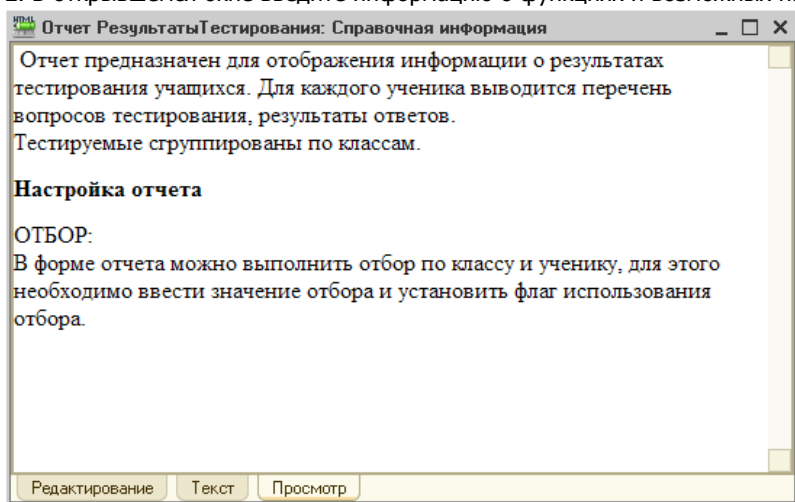 Отчет РезультатыТестирования: Справочная информация
Отчет предназначен для отображения информации о результатах
тестирования учащихся. Для каждого ученика выводится перечень
вопросов тестирования, результаты ответов.
Тестируемые сгруппированы по классам.
Настройка отчета
ОТБОР:
В форме отчета можно выполнить отбор по классу и ученику, для этого
необходимо ввести значение отбора и установить флаг использования
отбора.
Редактирование Текст Просмотр